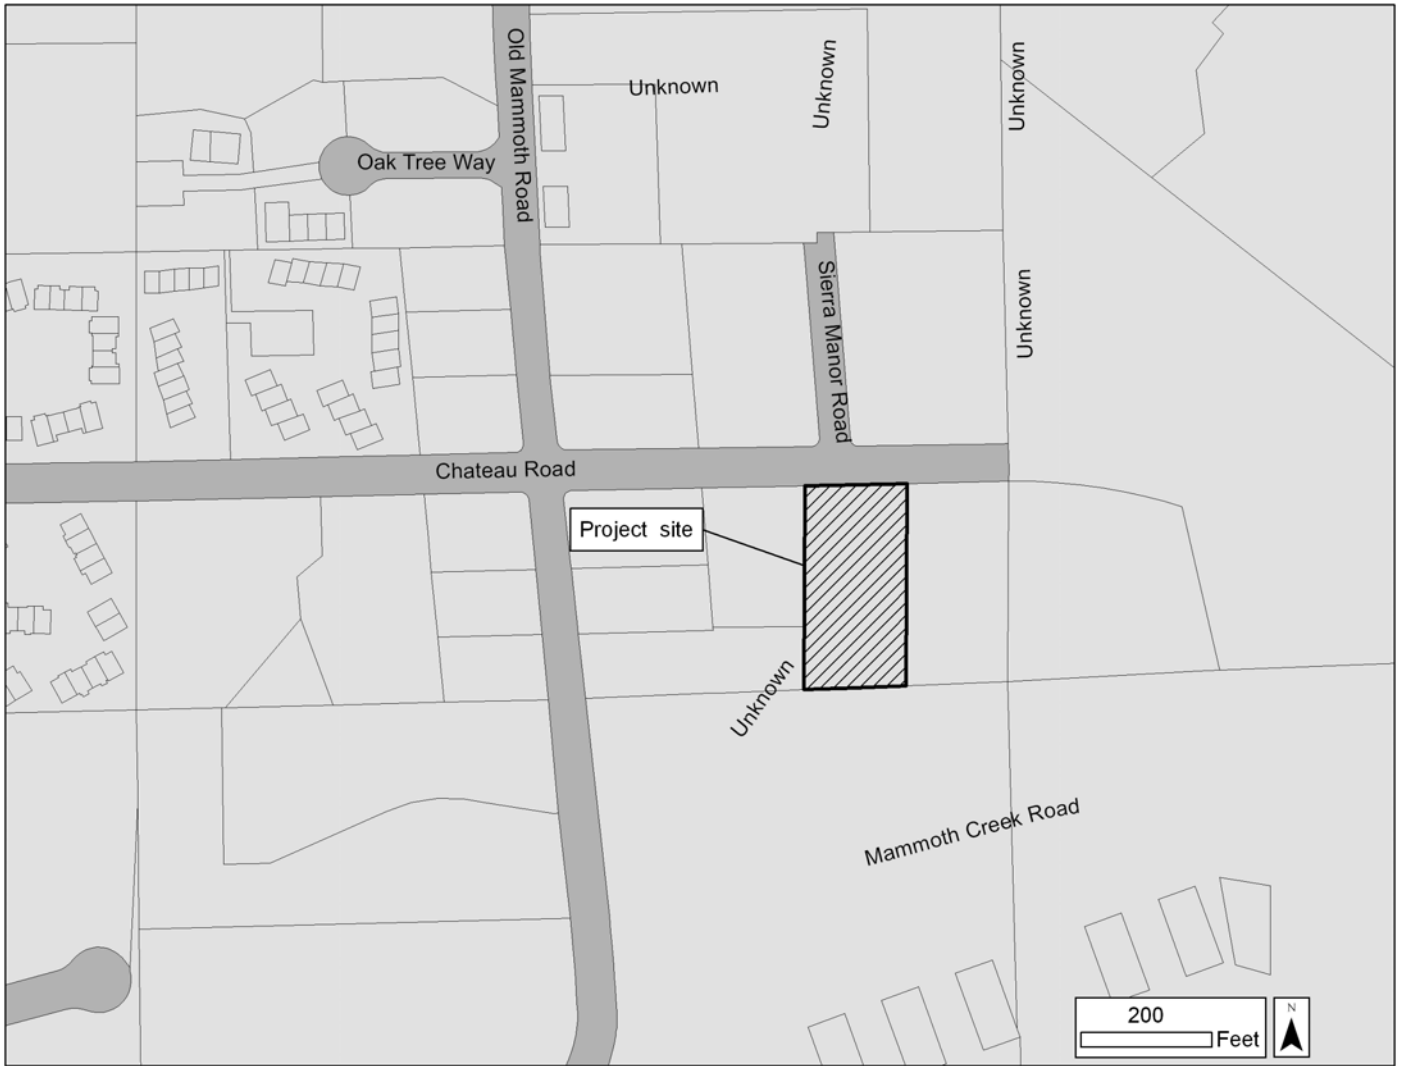 Old Mammoth Road
Unknown
Unknown
Unknown
Oak Tree Way
Sierra Manor Road
Unknown
Chateau Road
Project site
Unknown
Mammoth Creek Road
200
Feet
N